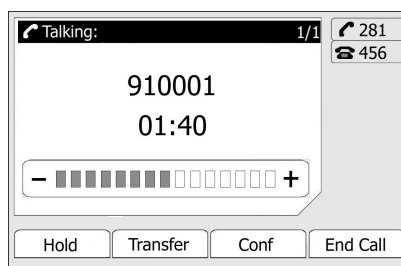 Talking: 1/1
281
456
910001
01:40
- +
Hold Transfer Conf End Call